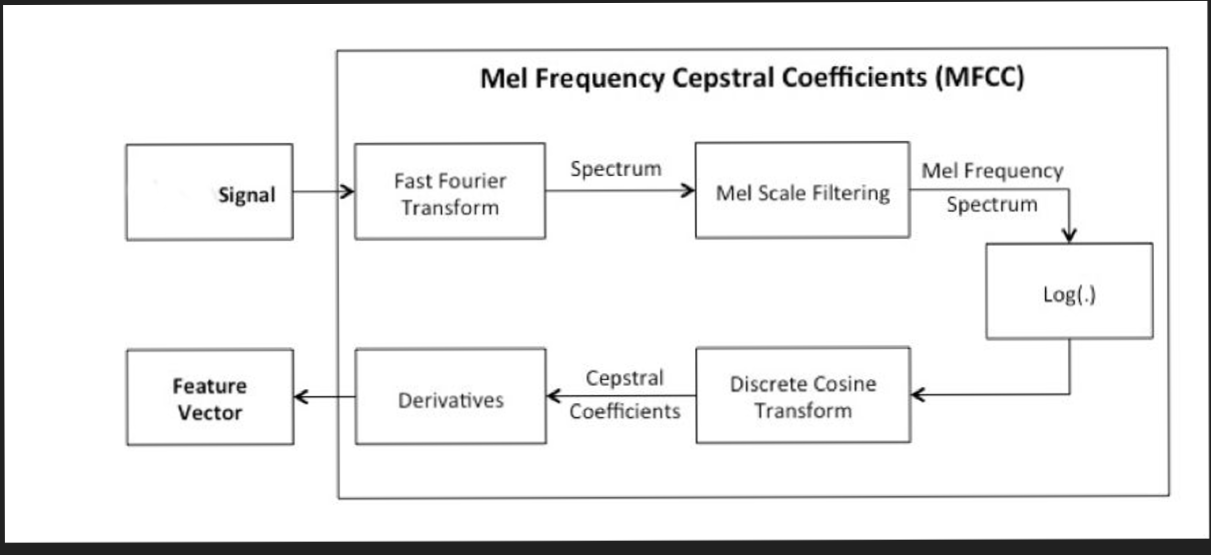 Mel Frequency Cepstral Coefficients (MFCC)
Signal
Fast Fourier
Transform
Spectrum
Mel Scale Filtering
Mel Frequency
Spectrum
Log(.)
Discrete Cosine
Transform
Cepstral
Coefficients
Derivatives
Feature
Vector